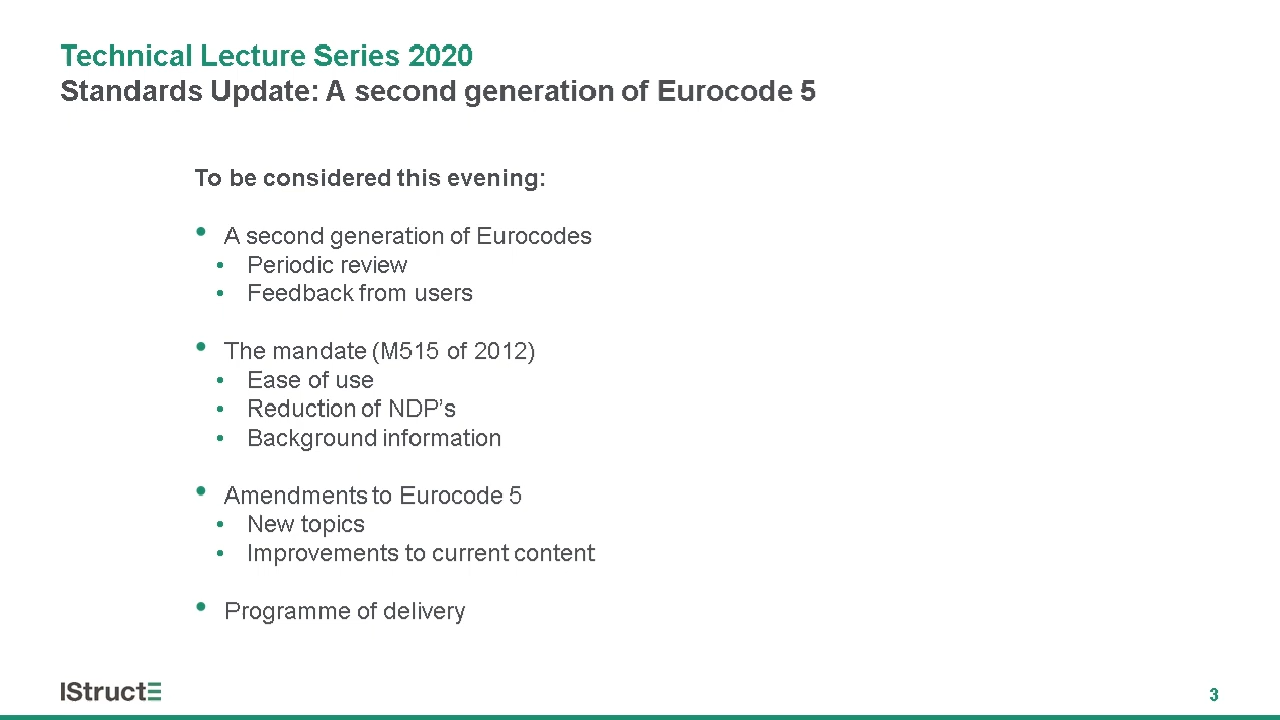 Technical Lecture Series 2020
Standards Update: A second generation of Eurocode 5
To be considered this evening:
• A second generation of Eurocodes
• Periodic review
• Feedback from users
• The mandate (M515 of 2012)
• Ease of use
• Reduction of NDP’s
• Background information
• Amendments to Eurocode 5
• New topics
• Improvements to current content
• Programme of delivery
IStructE
3